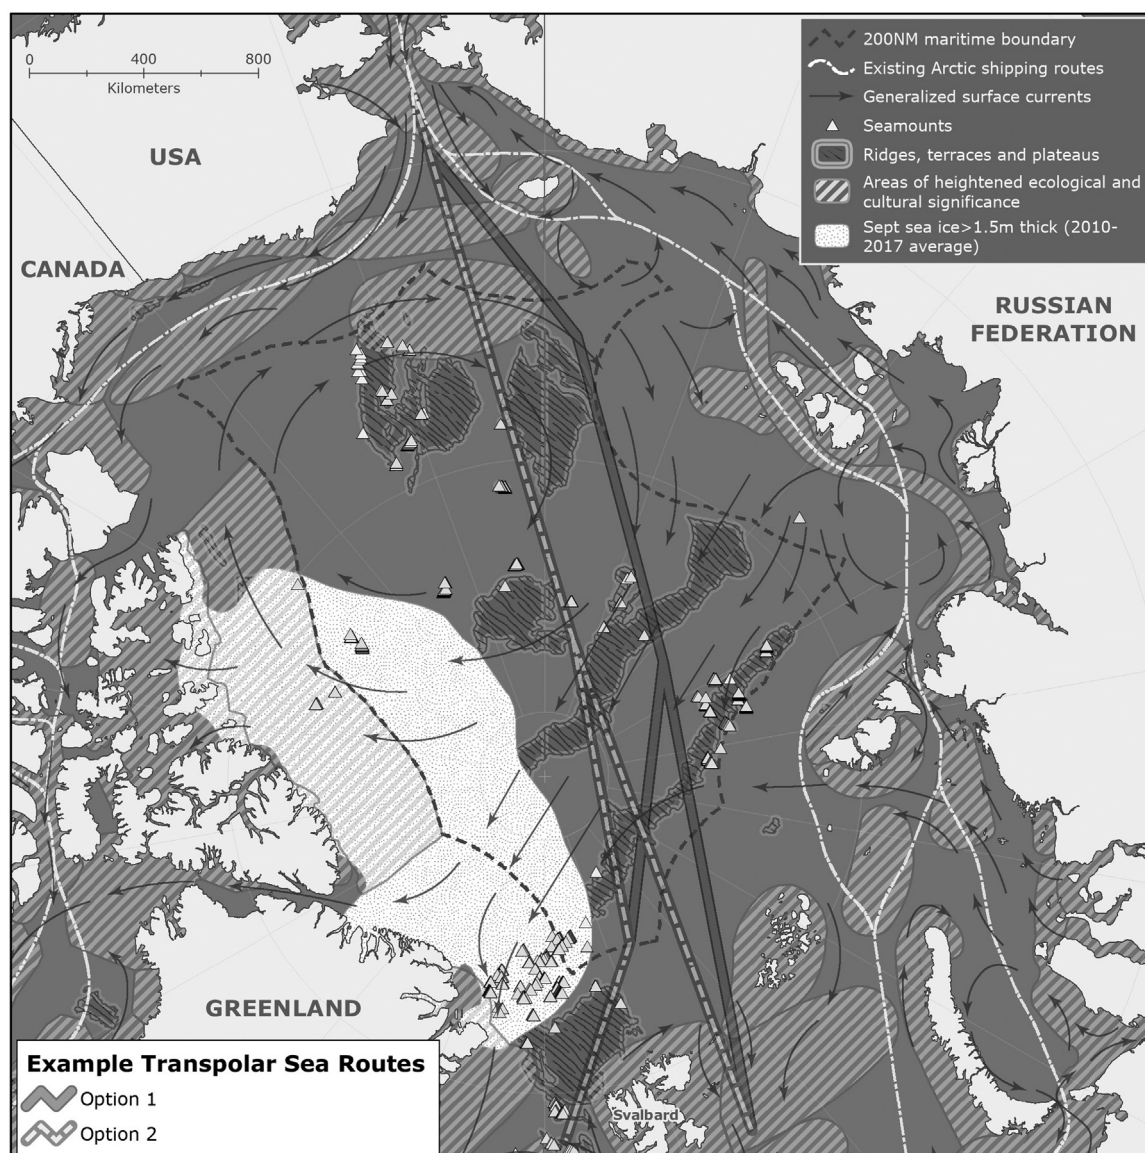 0 400 800
Kilometers
USA
CANADA
RUSSIAN
FEDERATION
GREENLAND
Svalbard
200NM maritime boundary
Existing Arctic shipping routes
Generalized surface currents
Seamounts
Ridges, terraces and plateaus
Areas of heightened ecological and
cultural significance
Sept sea ice>1.5m thick (2010-
2017 average)
Example Transpolar Sea Routes
Option 1
Option 2